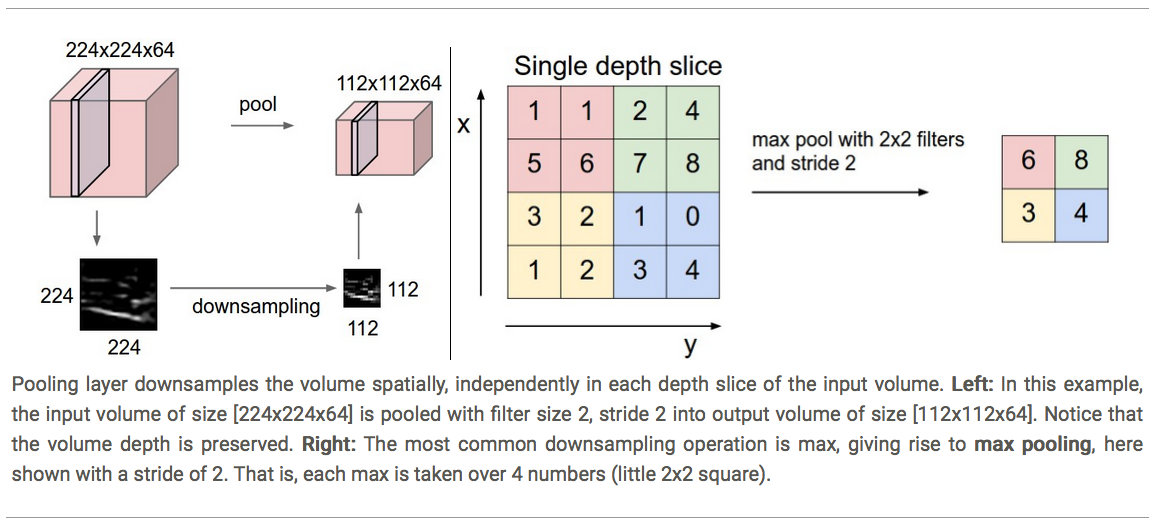 224x224x64
pool
112x112x64
224
224
downsampling
112
112
Single depth slice
x
1 1 2 4
5 6 7 8
3 2 1 0
1 2 3 4
y
max pool with 2x2 filters
and stride 2
6 8
3 4
Pooling layer downsamples the volume spatially, independently in each depth slice of the input volume. Left: In this example,
the input volume of size [224x224x64] is pooled with filter size 2, stride 2 into output volume of size [112x112x64]. Notice that
the volume depth is preserved. Right: The most common downsampling operation is max, giving rise to max pooling, here
shown with a stride of 2. That is, each max is taken over 4 numbers (little 2x2 square).